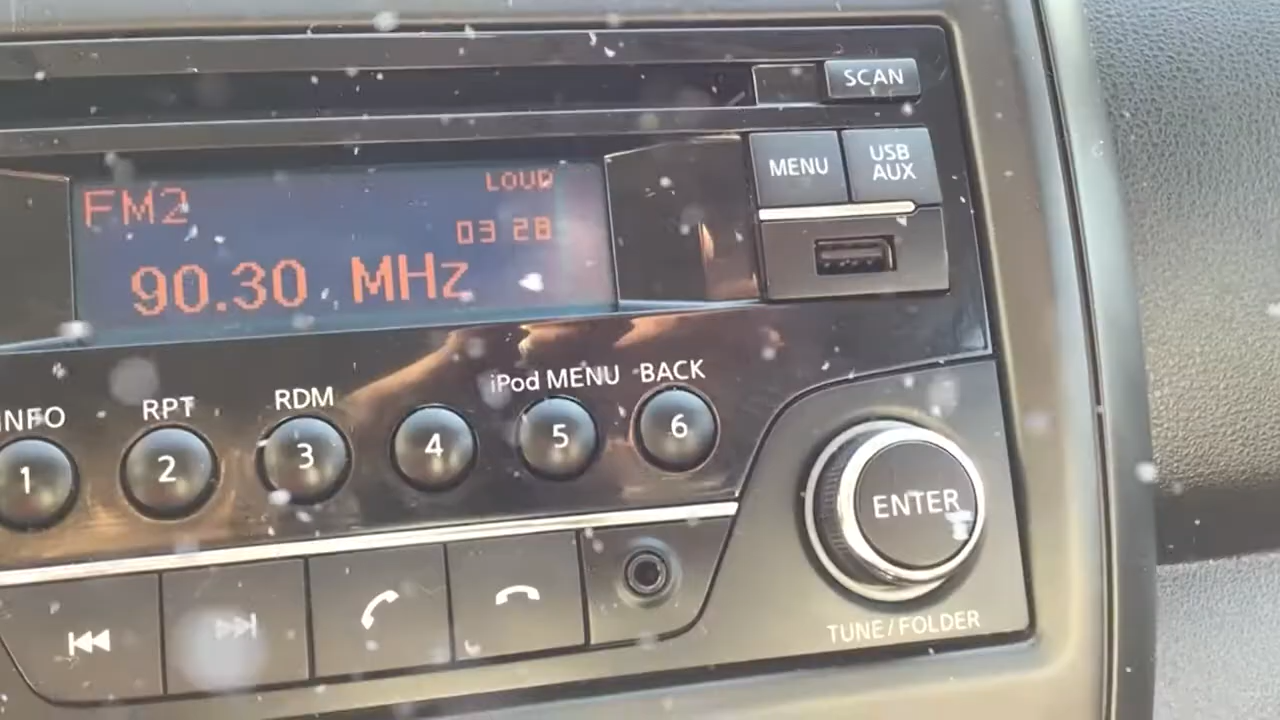 SCAN
MENU
USB
AUX
FM2
LOUD
03 28
90.30 MHz
INFO
RPT
RDM
iPod MENU
BACK
1
2
3
4
5
6
ENTER
TUNE/FOLDER